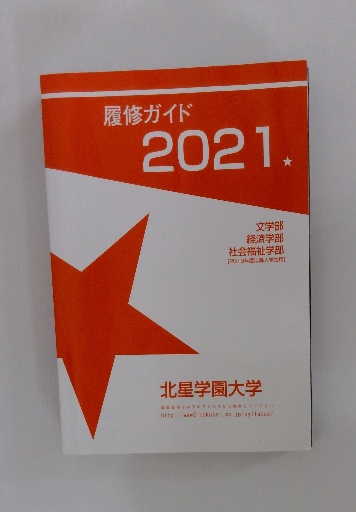 履修ガイド
2021
文学部
経済学部
社会福祉学部
北星学園大学